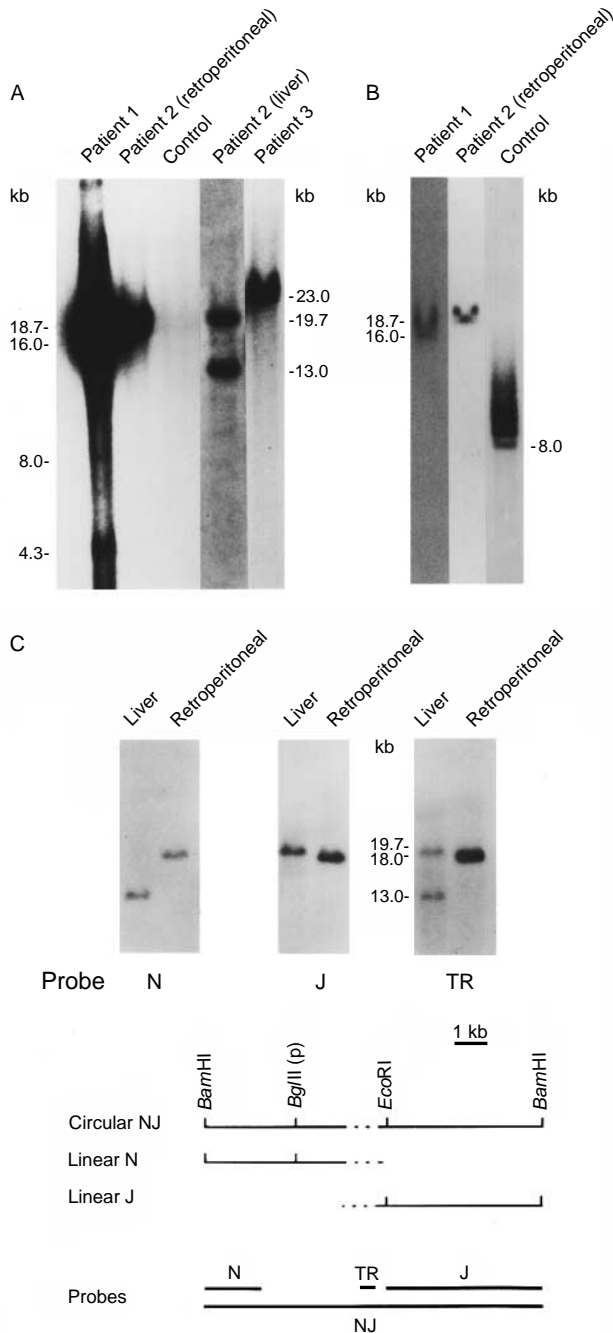 A
Patient 1
Patient 2 (retroperitoneal)
Control
Patient 2 (liver)
Patient 3
kb
kb
18.7-
16.0-
8.0-
4.3-
-23.0
-19.7
-13.0
B
Patient 1
Patient 2 (retroperitoneal)
Control
kb
kb
18.7-
16.0-
-8.0
C
Liver
Retroperitoneal
Liver
Retroperitoneal
kb
Liver
Retroperitoneal
19.7-
18.0-
13.0-
Probe N J TR
1 kb
BamHI
BglII (p)
EcoRI
BamHI
Circular NJ
Linear N
Linear J
N TR J
Probes
NJ